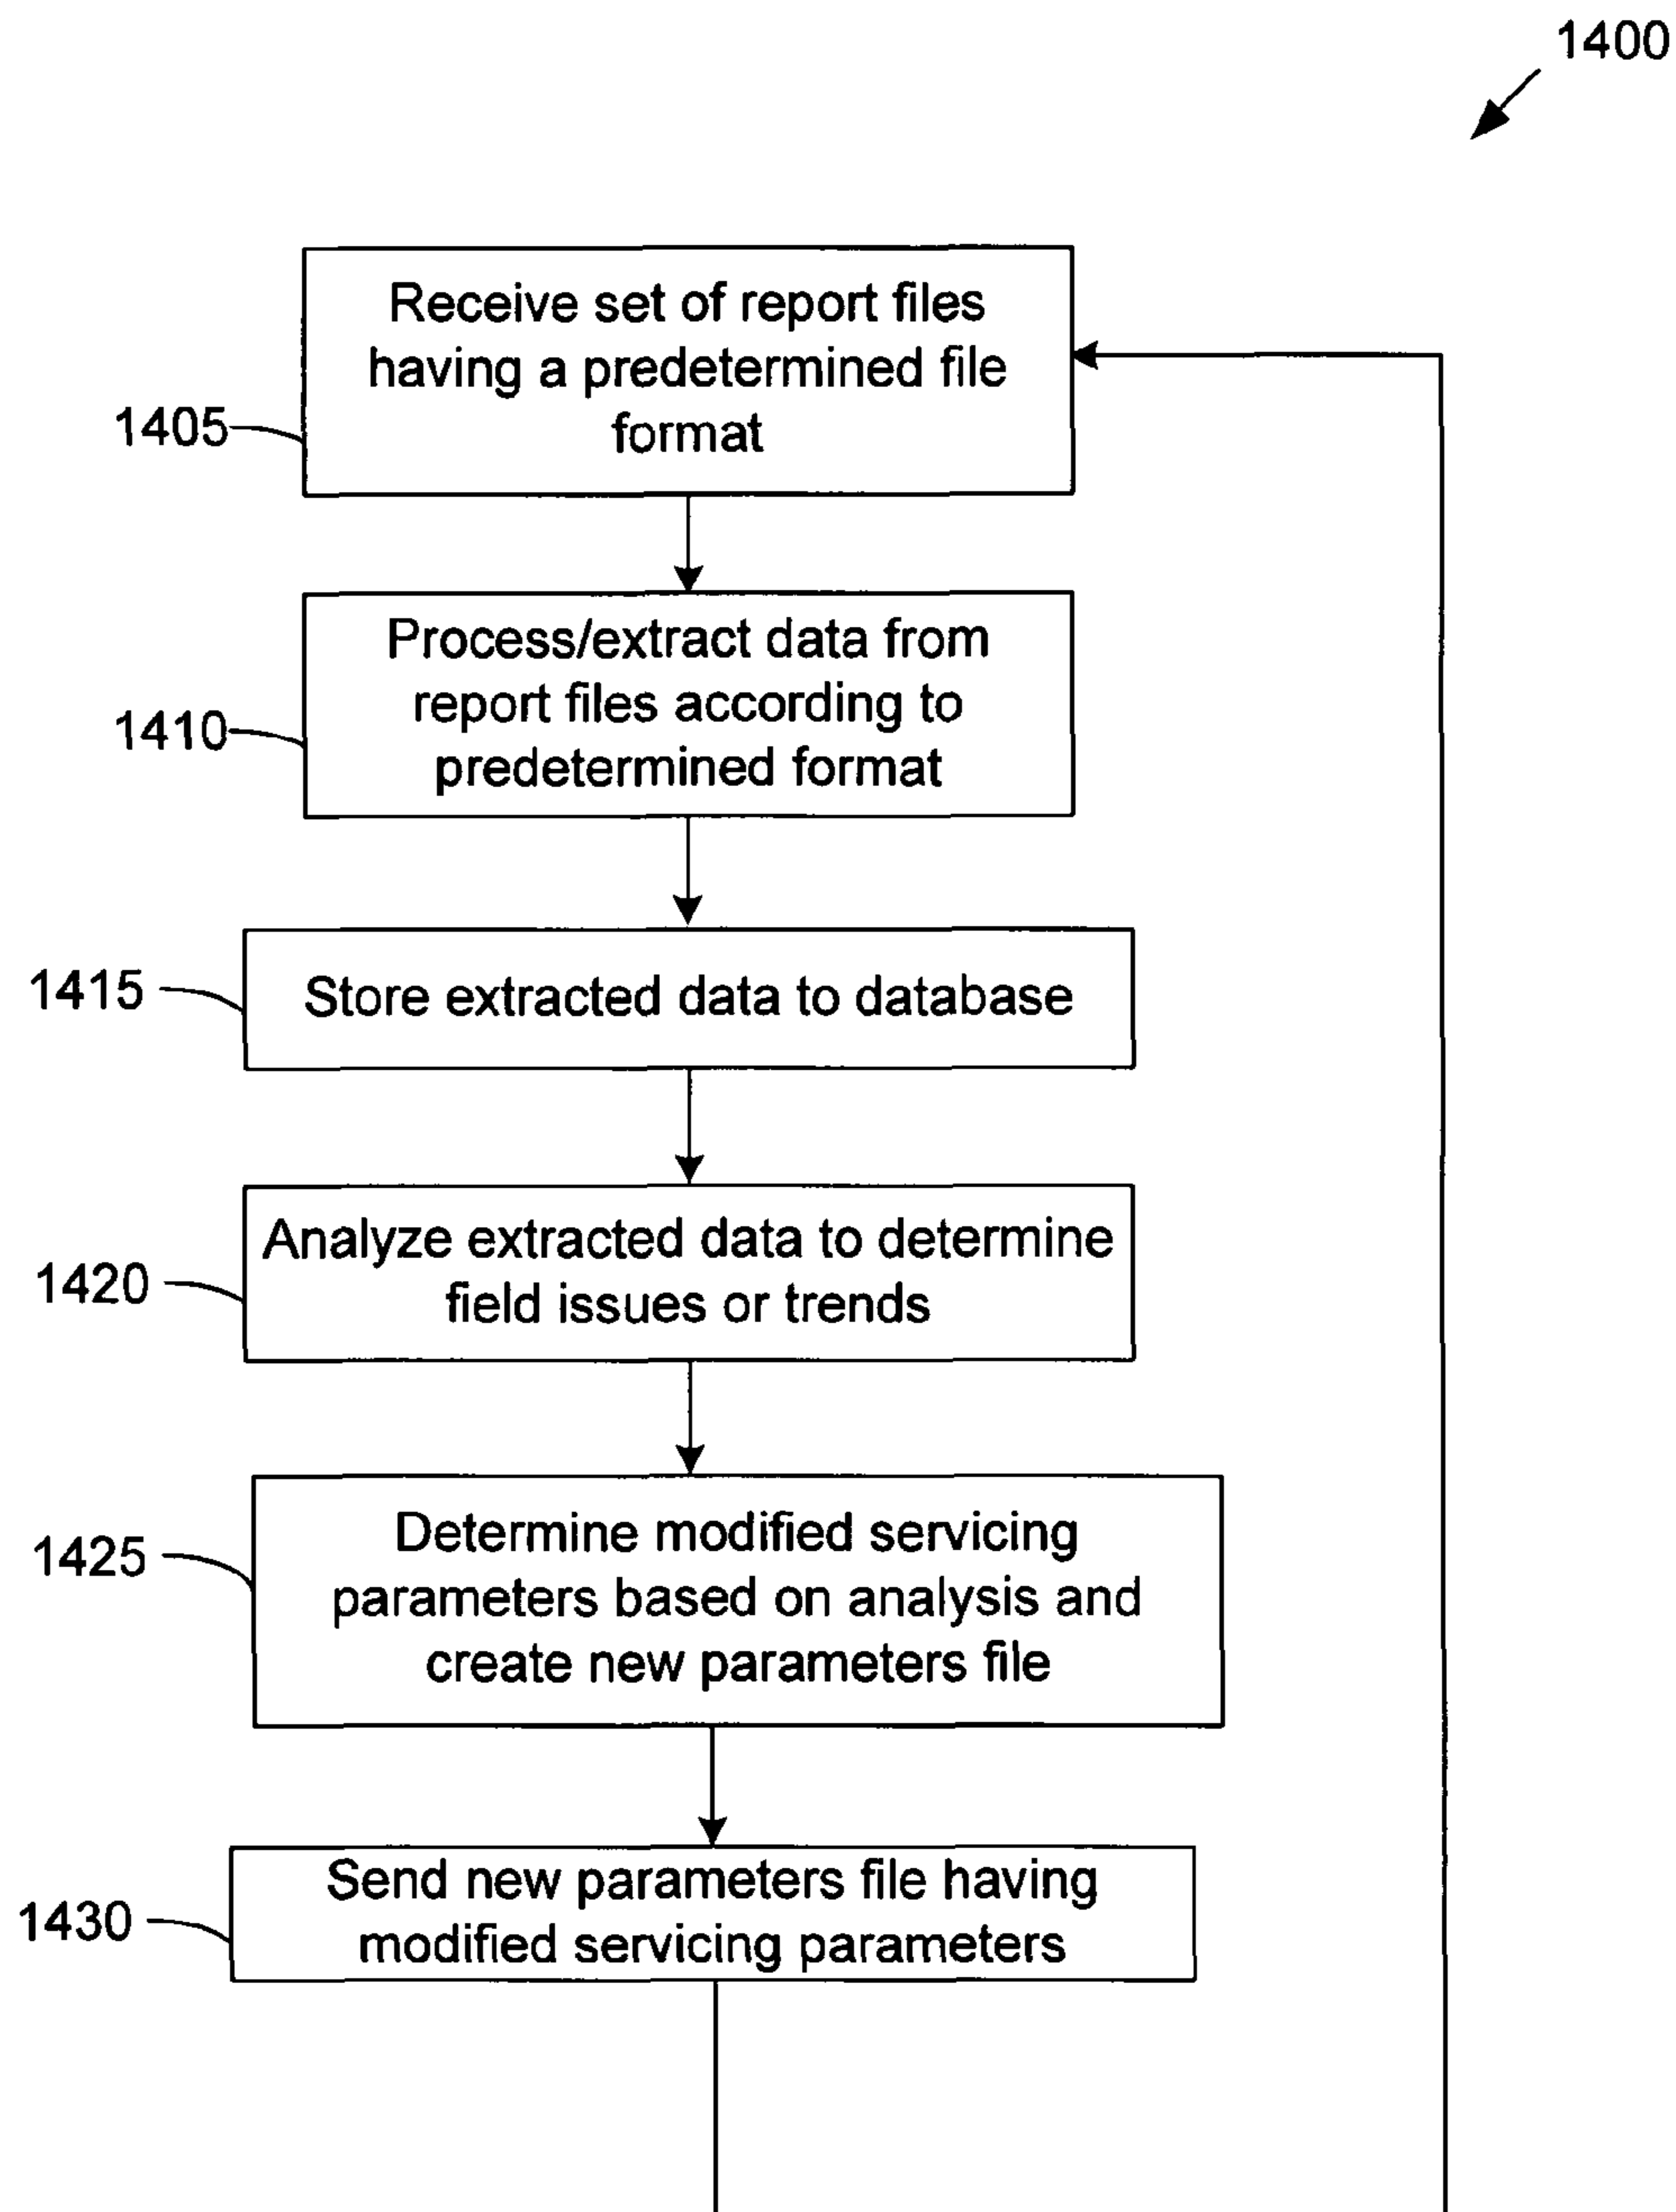 1400
Receive set of report files
having a predetermined file
format
1405
Process/extract data from
report files according to
predetermined format
1410
1415
Store extracted data to database
Analyze extracted data to determine
field issues or trends
1420
1425
Determine modified servicing
parameters based on analysis and
create new parameters file
Send new parameters file having
modified servicing parameters
1430